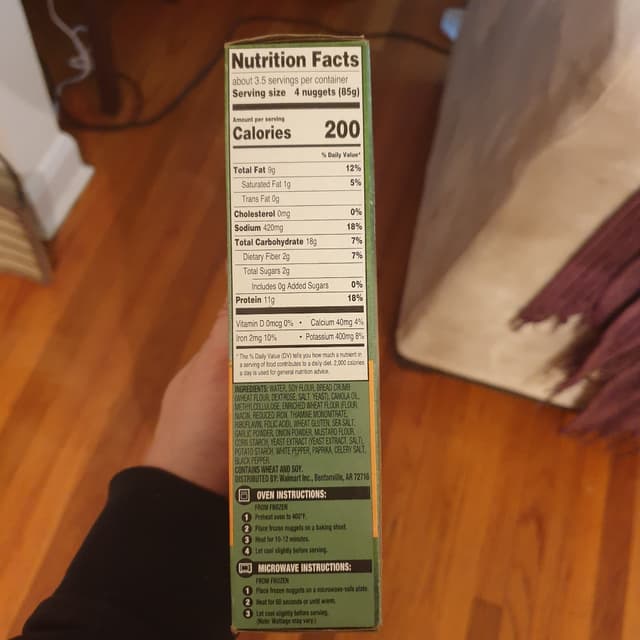 Nutrition Facts
about 3.5 servings per container
Serving size 4 nuggets (85g)
Amount per serving
Calories 200
% Daily Value*
Total Fat 9g 12%
Saturated Fat 1g 5%
Trans Fat 0g
Cholesterol 0mg 0%
Sodium 420mg 18%
Total Carbohydrate 18g 7%
Dietary Fiber 2g 7%
Total Sugars 2g
Includes 0g Added Sugars 0%
Protein 11g 18%
Vitamin D 0mcg 0% • Calcium 40mg 4%
Iron 2mg 10% • Potassium 400mg 8%
*The % Daily Value (DV) tells you how much a nutrient in
a serving of food contributes to a daily diet. 2,000 calories
a day is used for general nutrition advice.
INGREDIENTS: WATER, SOY FLOUR, BREAD CRUMB
(WHEAT FLOUR, DEXTROSE, SALT, YEAST), CANOLA OIL,
METHYLCELLULOSE, ENRICHED WHEAT FLOUR (FLOUR,
NIACIN, REDUCED IRON, THIAMINE MONONITRATE,
RIBOFLAVIN, FOLIC ACID), WHEAT GLUTEN, SEA SALT,
GARLIC POWDER, ONION POWDER, MUSTARD FLOUR,
CORN STARCH, YEAST EXTRACT (YEAST EXTRACT, SALT),
POTATO STARCH, WHITE PEPPER, PAPRIKA, CELERY SALT,
BLACK PEPPER.
CONTAINS WHEAT AND SOY.
DISTRIBUTED BY: Walmart Inc., Bentonville, AR 72716
OVEN INSTRUCTIONS:
FROM FROZEN
1 Preheat oven to 400°F.
2 Place frozen nuggets on a baking sheet.
3 Heat for 10-12 minutes.
4 Let cool slightly before serving.
MICROWAVE INSTRUCTIONS:
FROM FROZEN
1 Place frozen nuggets on a microwave-safe plate.
2 Heat for 60 seconds or until warm.
3 Let cool slightly before serving.
(Note: Wattage may vary.)